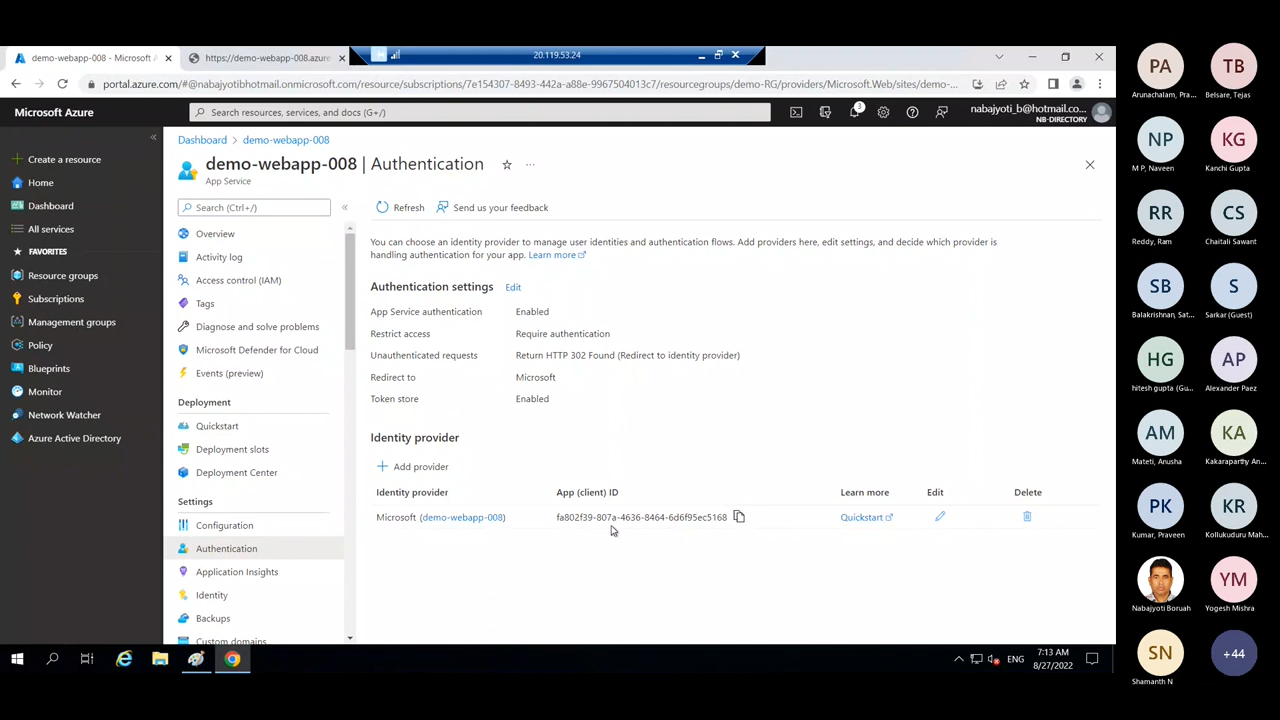 demo-webapp-008 - Microsoft A
https://demo-webapp-008.azure
20.119.53.24
portal.azure.com/#@nabajyotibhotmail.onmicrosoft.com/resource/subscriptions/7e154307-8493-442a-a88e-9967504013c7/resourcegroups/demo-RG/providers/Microsoft.Web/sites/demo-...
Microsoft Azure
Search resources, services, and docs (G+/)
3
nabajyoti_b@hotmail.co...
NB-DIRECTORY
Create a resource
Home
Dashboard
All services
FAVORITES
Resource groups
Subscriptions
Management groups
Policy
Blueprints
Monitor
Network Watcher
Azure Active Directory
Dashboard > demo-webapp-008
demo-webapp-008 | Authentication
App Service
Search (Ctrl+/)
Overview
Activity log
Access control (IAM)
Tags
Diagnose and solve problems
Microsoft Defender for Cloud
Events (preview)
Deployment
Quickstart
Deployment slots
Deployment Center
Settings
Configuration
Authentication
Application Insights
Identity
Backups
Custom domains
Refresh
Send us your feedback
You can choose an identity provider to manage user identities and authentication flows. Add providers here, edit settings, and decide which provider is
handling authentication for your app. Learn more
Authentication settings Edit
App Service authentication Enabled
Restrict access Require authentication
Unauthenticated requests Return HTTP 302 Found (Redirect to identity provider)
Redirect to Microsoft
Token store Enabled
Identity provider
Add provider
Identity provider App (client) ID Learn more Edit Delete
Microsoft (demo-webapp-008) fa802f39-807a-4636-8464-6d6f95ec5168 Quickstart
ENG
7:13 AM
8/27/2022
PA
Arunachalam, Pra...
TB
Belsare, Tejas
NP
M P, Naveen
KG
Kanchi Gupta
RR
Reddy, Ram
CS
Chaitali Sawant
SB
Balakrishnan, Sat...
S
Sarkar (Guest)
HG
hitesh gupta (Gu...
AP
Alexander Paez
AM
Mateti, Anusha
KA
Kakaraparthy An...
PK
Kumar, Praveen
KR
Kollukuduru Mah...
Nabajyoti Boruah
YM
Yogesh Mishra
SN
Shamanth N
+44